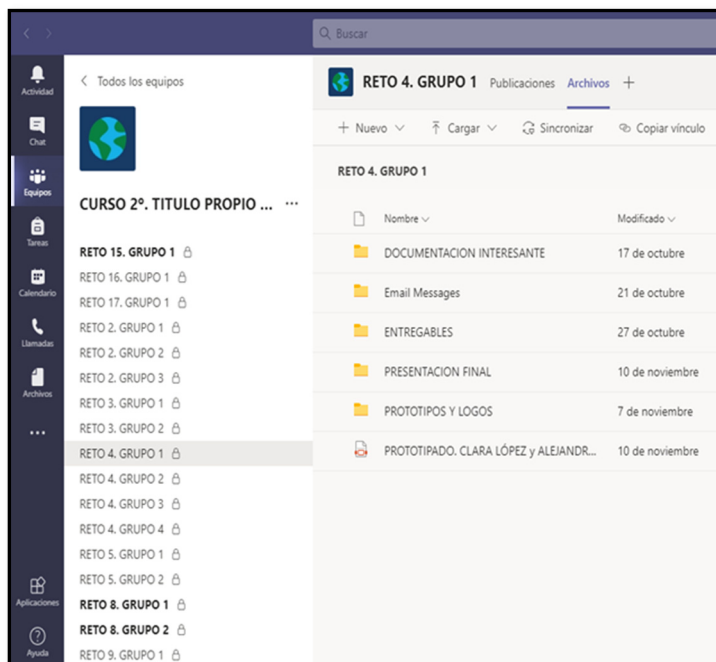 Buscar
Actividad
Chat
Equipos
Tareas
Calendario
Llamadas
Archivos
Aplicaciones
Ayuda
Todos los equipos
CURSO 2º. TITULO PROPIO ...
RETO 15. GRUPO 1
RETO 16. GRUPO 1
RETO 17. GRUPO 1
RETO 2. GRUPO 1
RETO 2. GRUPO 2
RETO 2. GRUPO 3
RETO 3. GRUPO 1
RETO 3. GRUPO 2
RETO 4. GRUPO 1
RETO 4. GRUPO 2
RETO 4. GRUPO 3
RETO 4. GRUPO 4
RETO 5. GRUPO 1
RETO 5. GRUPO 2
RETO 8. GRUPO 1
RETO 8. GRUPO 2
RETO 9. GRUPO 1
RETO 4. GRUPO 1 Publicaciones Archivos +
+ Nuevo Cargar Sincronizar Copiar vínculo
RETO 4. GRUPO 1
Nombre Modificado
DOCUMENTACION INTERESANTE 17 de octubre
Email Messages 21 de octubre
ENTREGABLES 27 de octubre
PRESENTACION FINAL 10 de noviembre
PROTOTIPOS Y LOGOS 7 de noviembre
PROTOTIPADO. CLARA LÓPEZ y ALEJANDR... 10 de noviembre